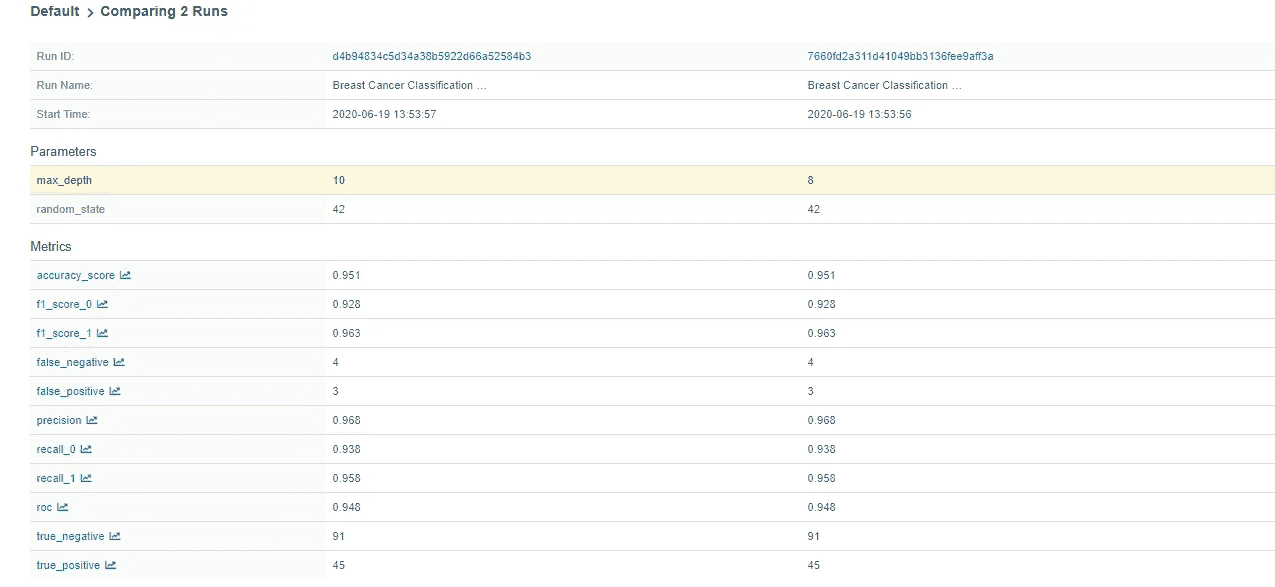 Default > Comparing 2 Runs
Run ID: d4b94834c5d34a38b5922d66a52584b3 7660fd2a311d41049bb3136fee9aff3a
Run Name: Breast Cancer Classification ... Breast Cancer Classification ...
Start Time: 2020-06-19 13:53:57 2020-06-19 13:53:56
Parameters
max_depth 10 8
random_state 42 42
Metrics
accuracy_score 0.951 0.951
f1_score_0 0.928 0.928
f1_score_1 0.963 0.963
false_negative 4 4
false_positive 3 3
precision 0.968 0.968
recall_0 0.938 0.938
recall_1 0.958 0.958
roc 0.948 0.948
true_negative 91 91
true_positive 45 45